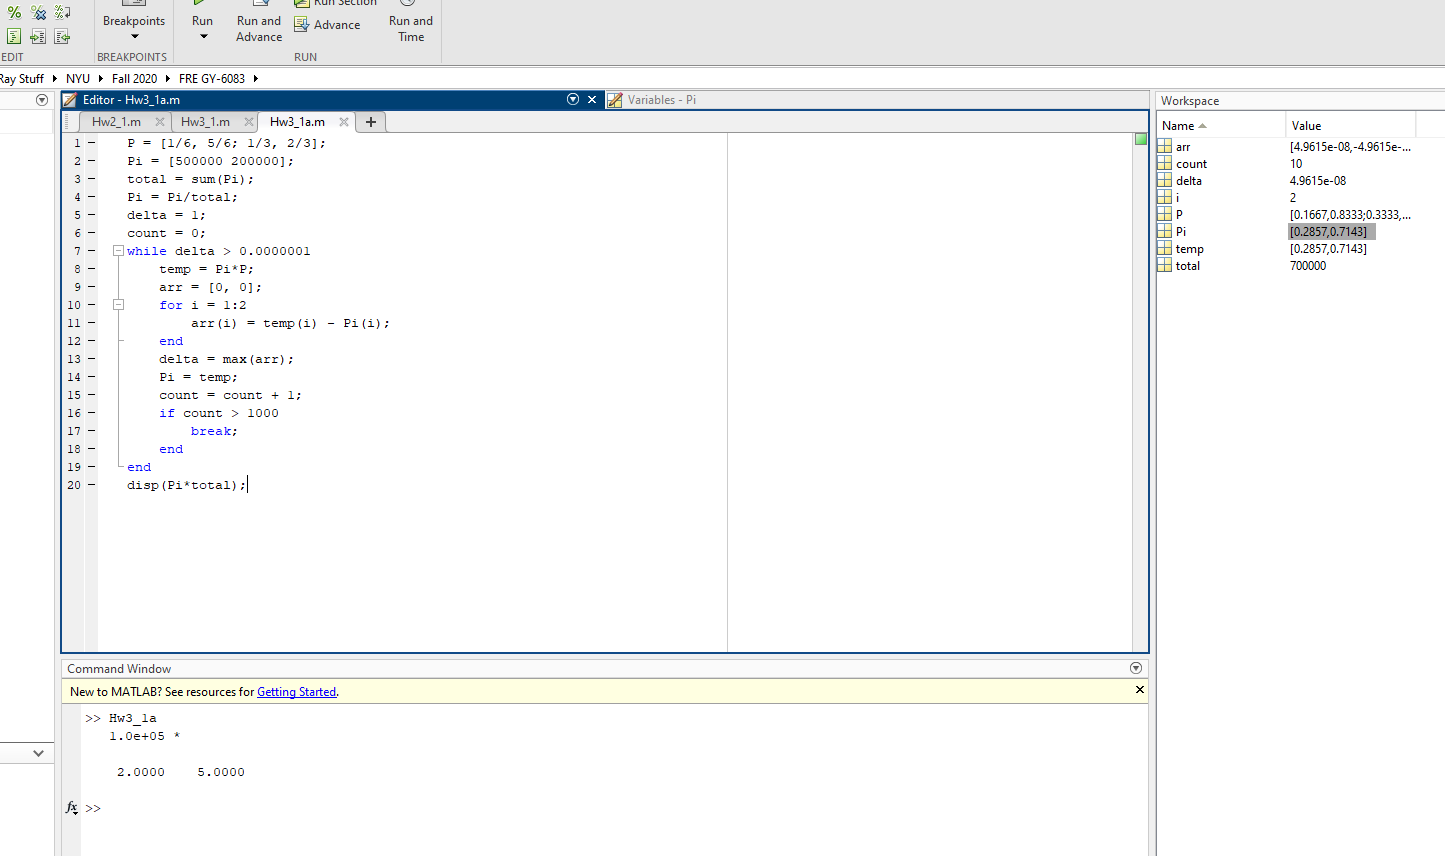 Run Section
Breakpoints
Run
Run and
Advance
Advance
Run and
Time
EDIT
BREAKPOINTS
RUN
Ray Stuff
NYU
Fall 2020
FRE GY-6083
Editor - Hw3_1a.m
Variables - Pi
Workspace
Hw2_1.m
Hw3_1.m
Hw3_1a.m
Name
Value
1 P = [1/6, 5/6; 1/3, 2/3];
2 Pi = [500000 200000];
3 total = sum(Pi);
4 Pi = Pi/total;
5 delta = 1;
6 count = 0;
7 while delta > 0.0000001
8 temp = Pi*P;
9 arr = [0, 0];
10 for i = 1:2
11 arr(i) = temp(i) - Pi(i);
12 end
13 delta = max(arr);
14 Pi = temp;
15 count = count + 1;
16 if count > 1000
17 break;
18 end
19 end
20 disp(Pi*total);
arr [4.9615e-08,-4.9615e-...
count 10
delta 4.9615e-08
i 2
P [0.1667,0.8333;0.3333,...
Pi [0.2857,0.7143]
temp [0.2857,0.7143]
total 700000
Command Window
New to MATLAB? See resources for Getting Started.
>> Hw3_1a
1.0e+05 *
2.0000 5.0000
fx >>